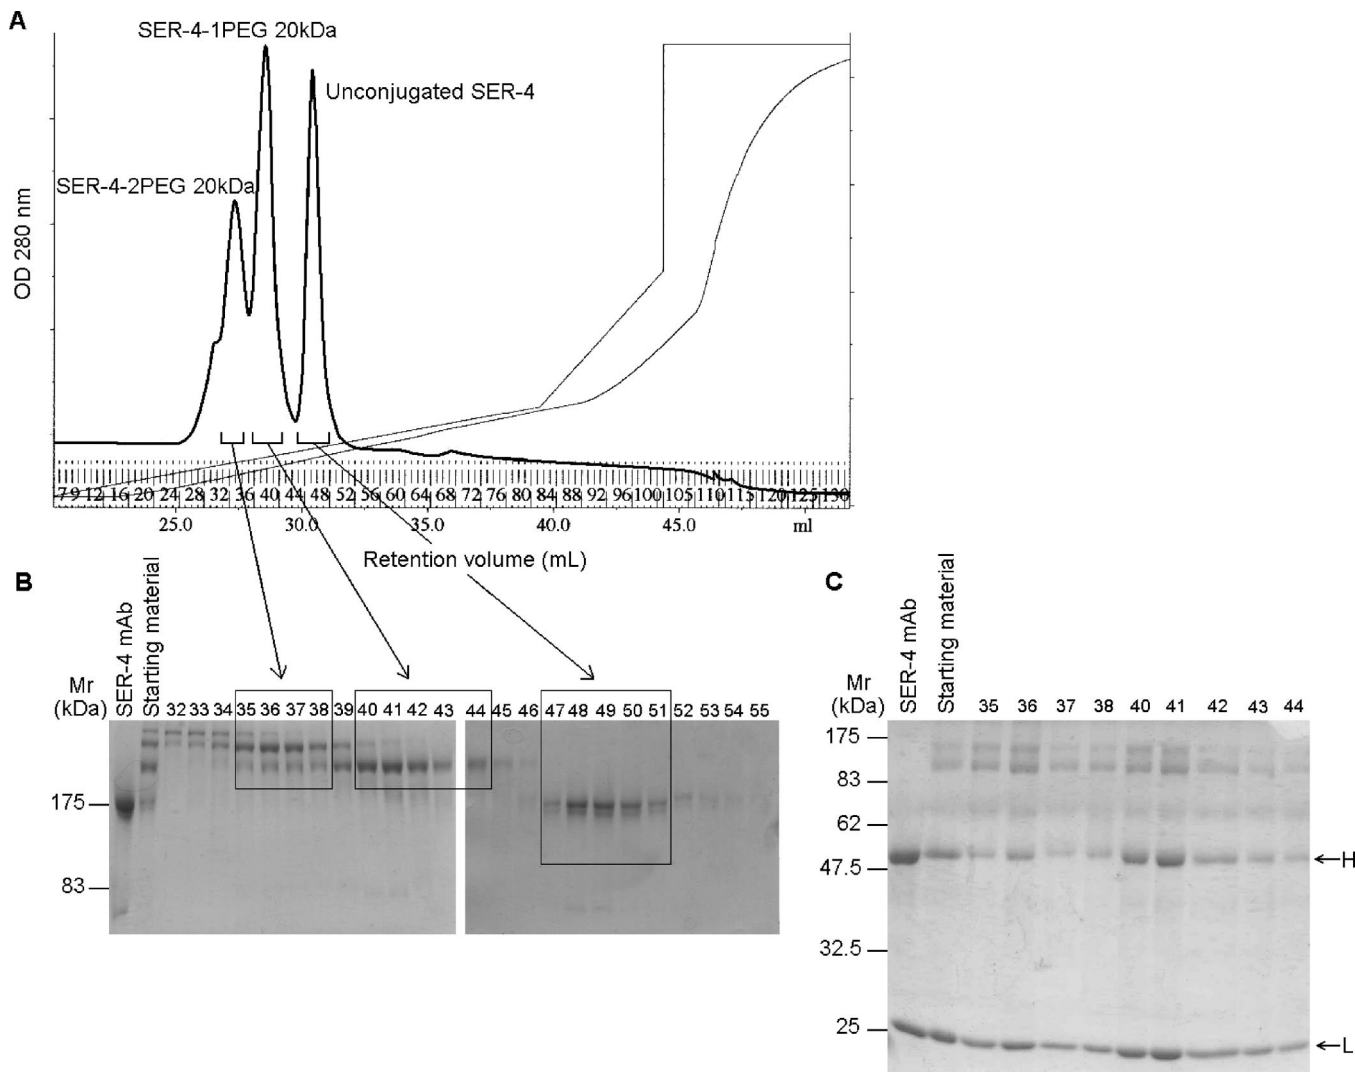 A
SER-4-1PEG 20kDa
Unconjugated SER-4
SER-4-2PEG 20kDa
OD 280 nm
7 9 12 16 20 24 28 32 36 40 44 48 52 56 60 64 68 72 76 80 84 88 92 96 100 105 110 115 120 125 130
25.0 30.0 35.0 40.0 45.0 ml
Retention volume (mL)
B
SER-4 mAb
Starting material
Mr
(kDa)
32 33 34 35 36 37 38 39 40 41 42 43 44 45 46 47 48 49 50 51 52 53 54 55
175
83
C
SER-4 mAb
Starting material
Mr
(kDa)
35 36 37 38 40 41 42 43 44
175
83
62
47.5
H
32.5
25
L